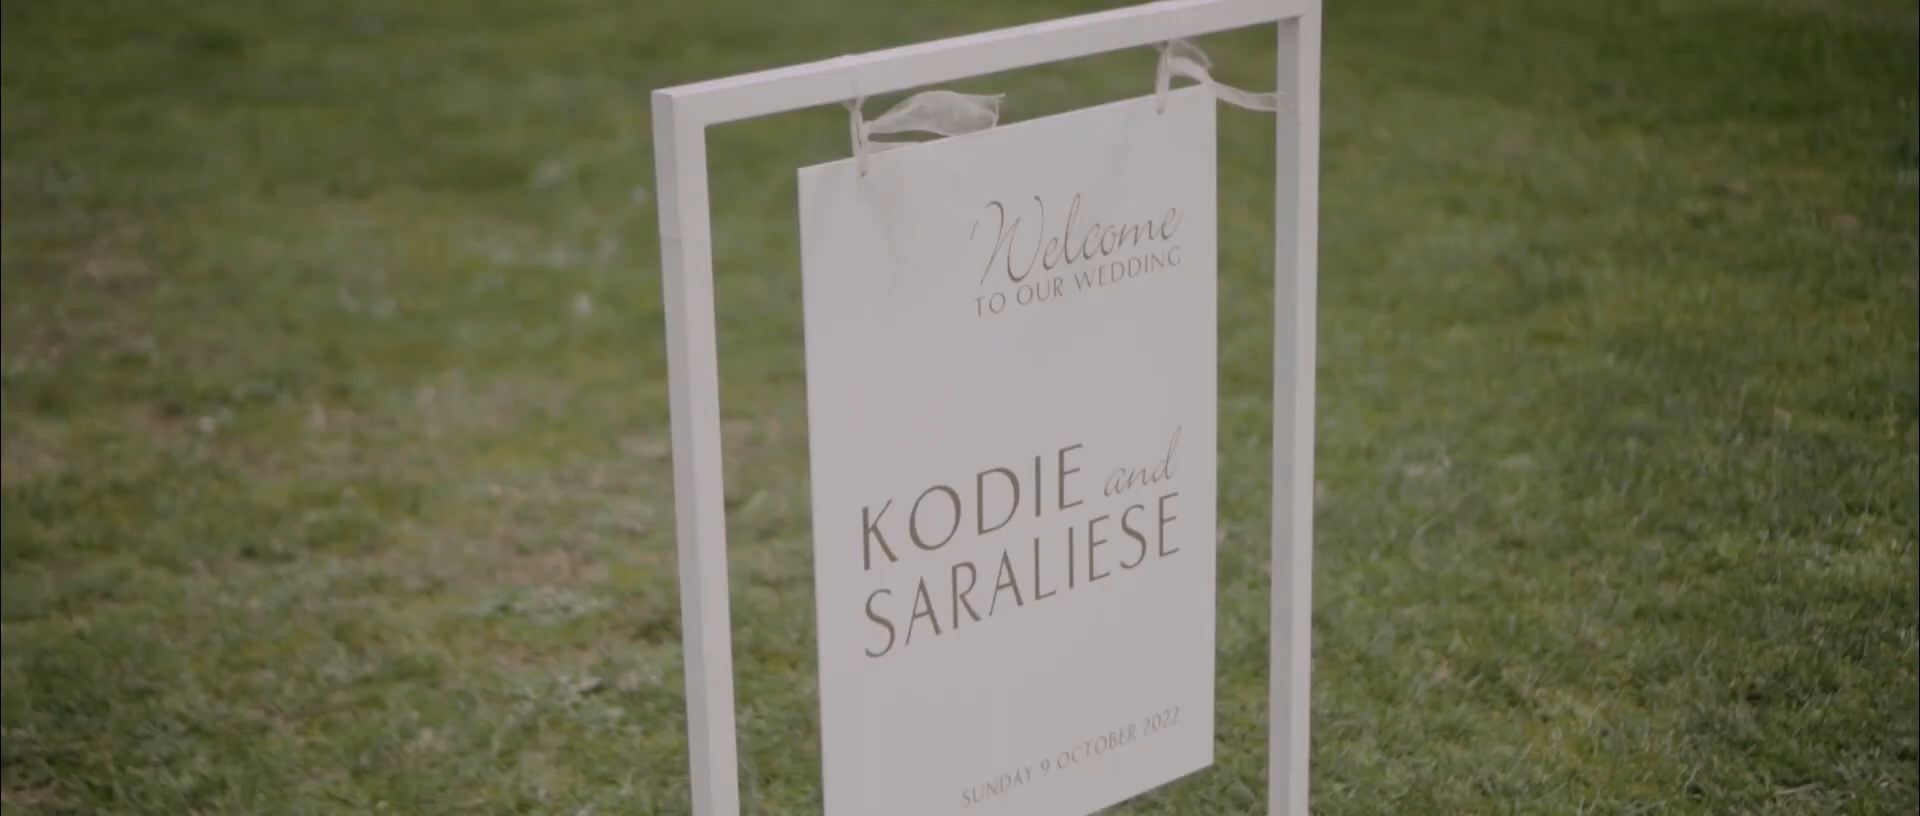 Welcome
TO OUR WEDDING
KODIE and
SARALIESE
SUNDAY 9 OCTOBER 2022